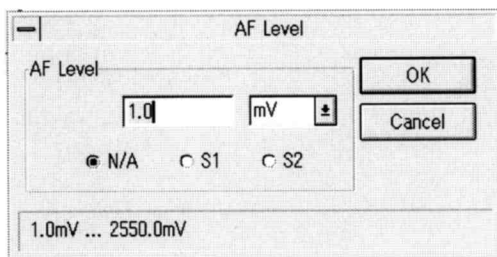 AF Level
AF Level
OK
1.0 mV
Cancel
N/A S1 S2
1.0mV ... 2550.0mV